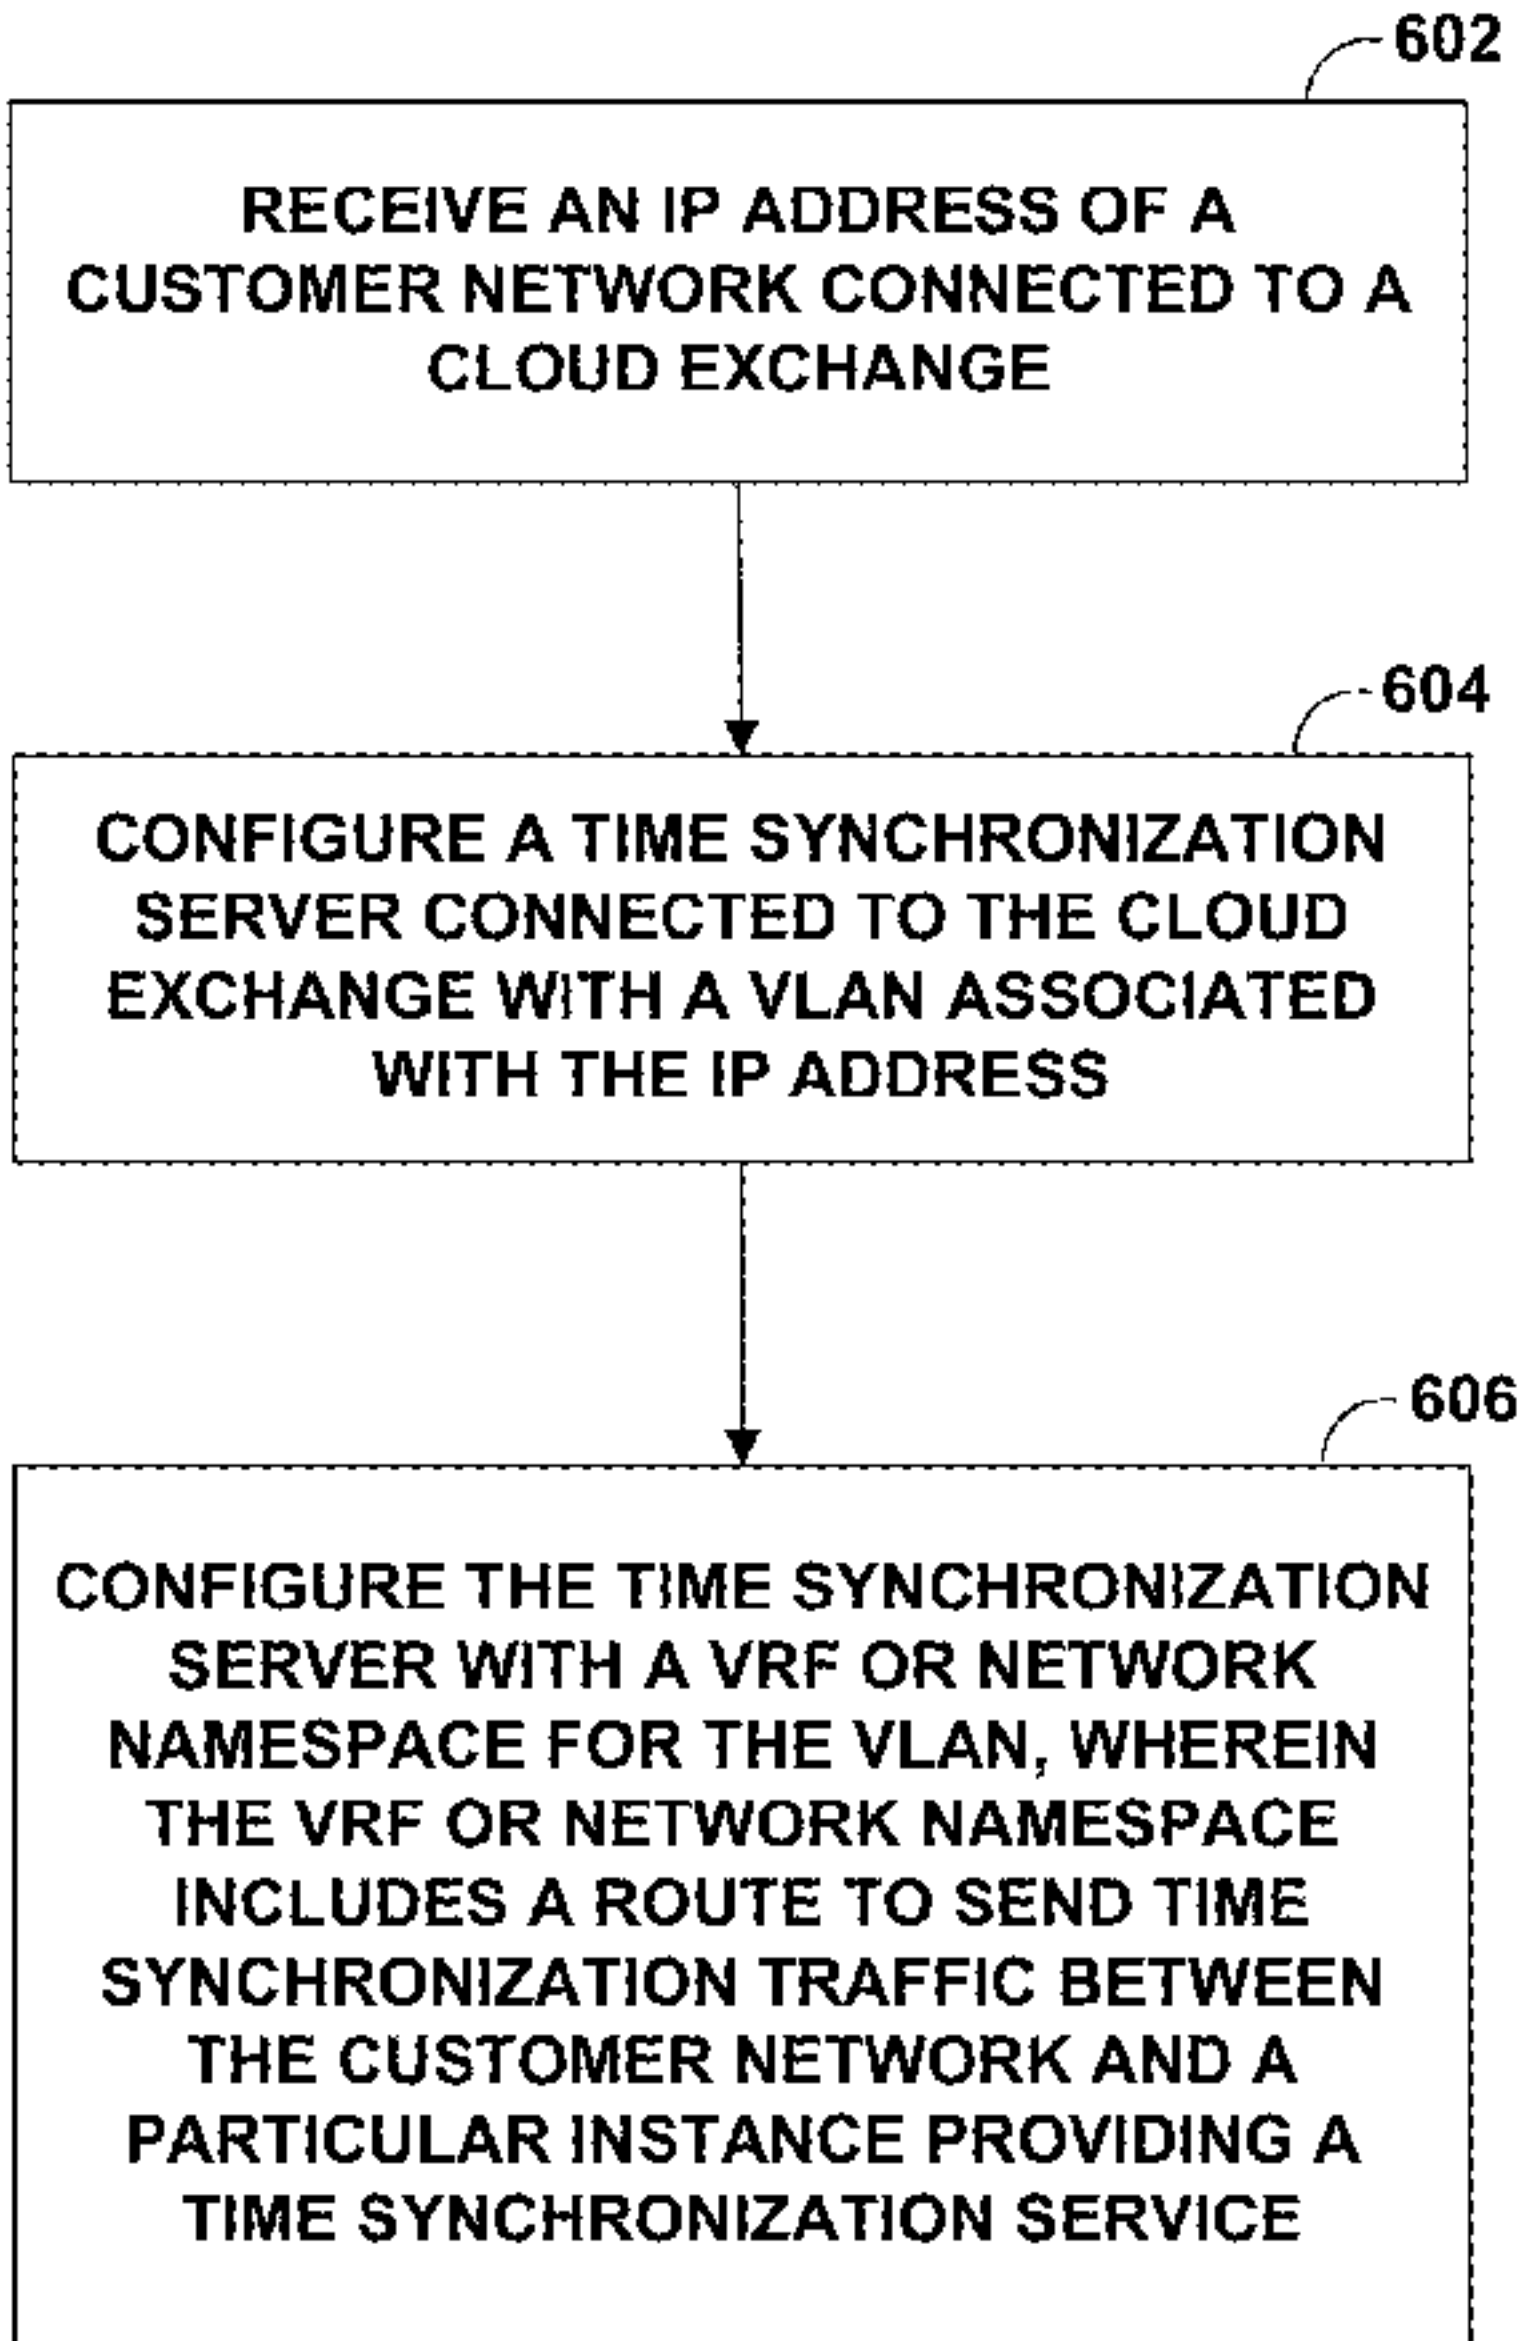 602
RECEIVE AN IP ADDRESS OF A
CUSTOMER NETWORK CONNECTED TO A
CLOUD EXCHANGE
604
CONFIGURE A TIME SYNCHRONIZATION
SERVER CONNECTED TO THE CLOUD
EXCHANGE WITH A VLAN ASSOCIATED
WITH THE IP ADDRESS
606
CONFIGURE THE TIME SYNCHRONIZATION
SERVER WITH A VRF OR NETWORK
NAMESPACE FOR THE VLAN, WHEREIN
THE VRF OR NETWORK NAMESPACE
INCLUDES A ROUTE TO SEND TIME
SYNCHRONIZATION TRAFFIC BETWEEN
THE CUSTOMER NETWORK AND A
PARTICULAR INSTANCE PROVIDING A
TIME SYNCHRONIZATION SERVICE